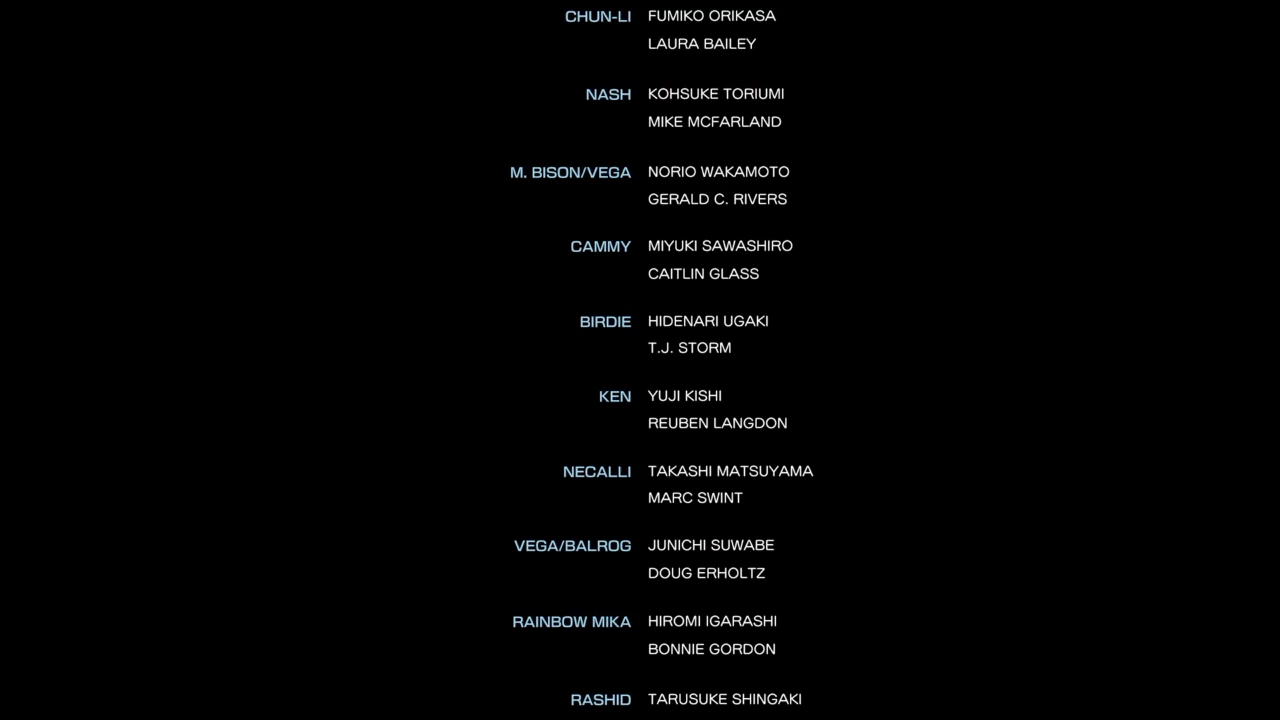 CHUN-LI FUMIKO ORIKASA
LAURA BAILEY
NASH KOHSUKE TORIUMI
MIKE MCFARLAND
M. BISON/VEGA NORIO WAKAMOTO
GERALD C. RIVERS
CAMMY MIYUKI SAWASHIRO
CAITLIN GLASS
BIRDIE HIDENARI UGAKI
T.J. STORM
KEN YUJI KISHI
REUBEN LANGDON
NECALLI TAKASHI MATSUYAMA
MARC SWINT
VEGA/BALROG JUNICHI SUWABE
DOUG ERHOLTZ
RAINBOW MIKA HIROMI IGARASHI
BONNIE GORDON
RASHID TARUSUKE SHINGAKI